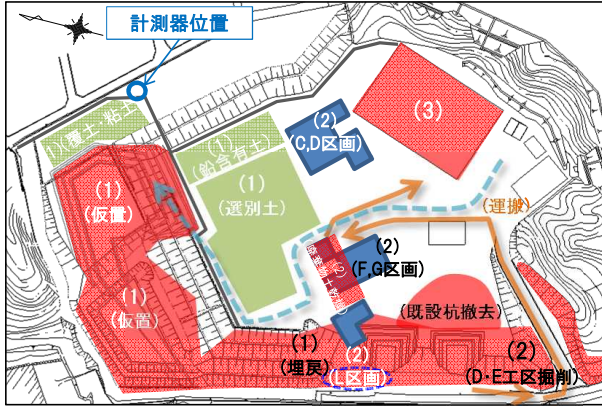 計測器位置
(1)(覆土・粘土)
(1)
(鉛含有土)
(2)
(C,D区画)
(3)
(1)
(仮置)
(1)
(選別土)
(運搬)
(2)
(F,G区画)
(2)
(1)
(仮置)
(既設杭撤去)
(1)
(埋戻)
(2)
(L区画)
(2)
(D・E工区掘削)